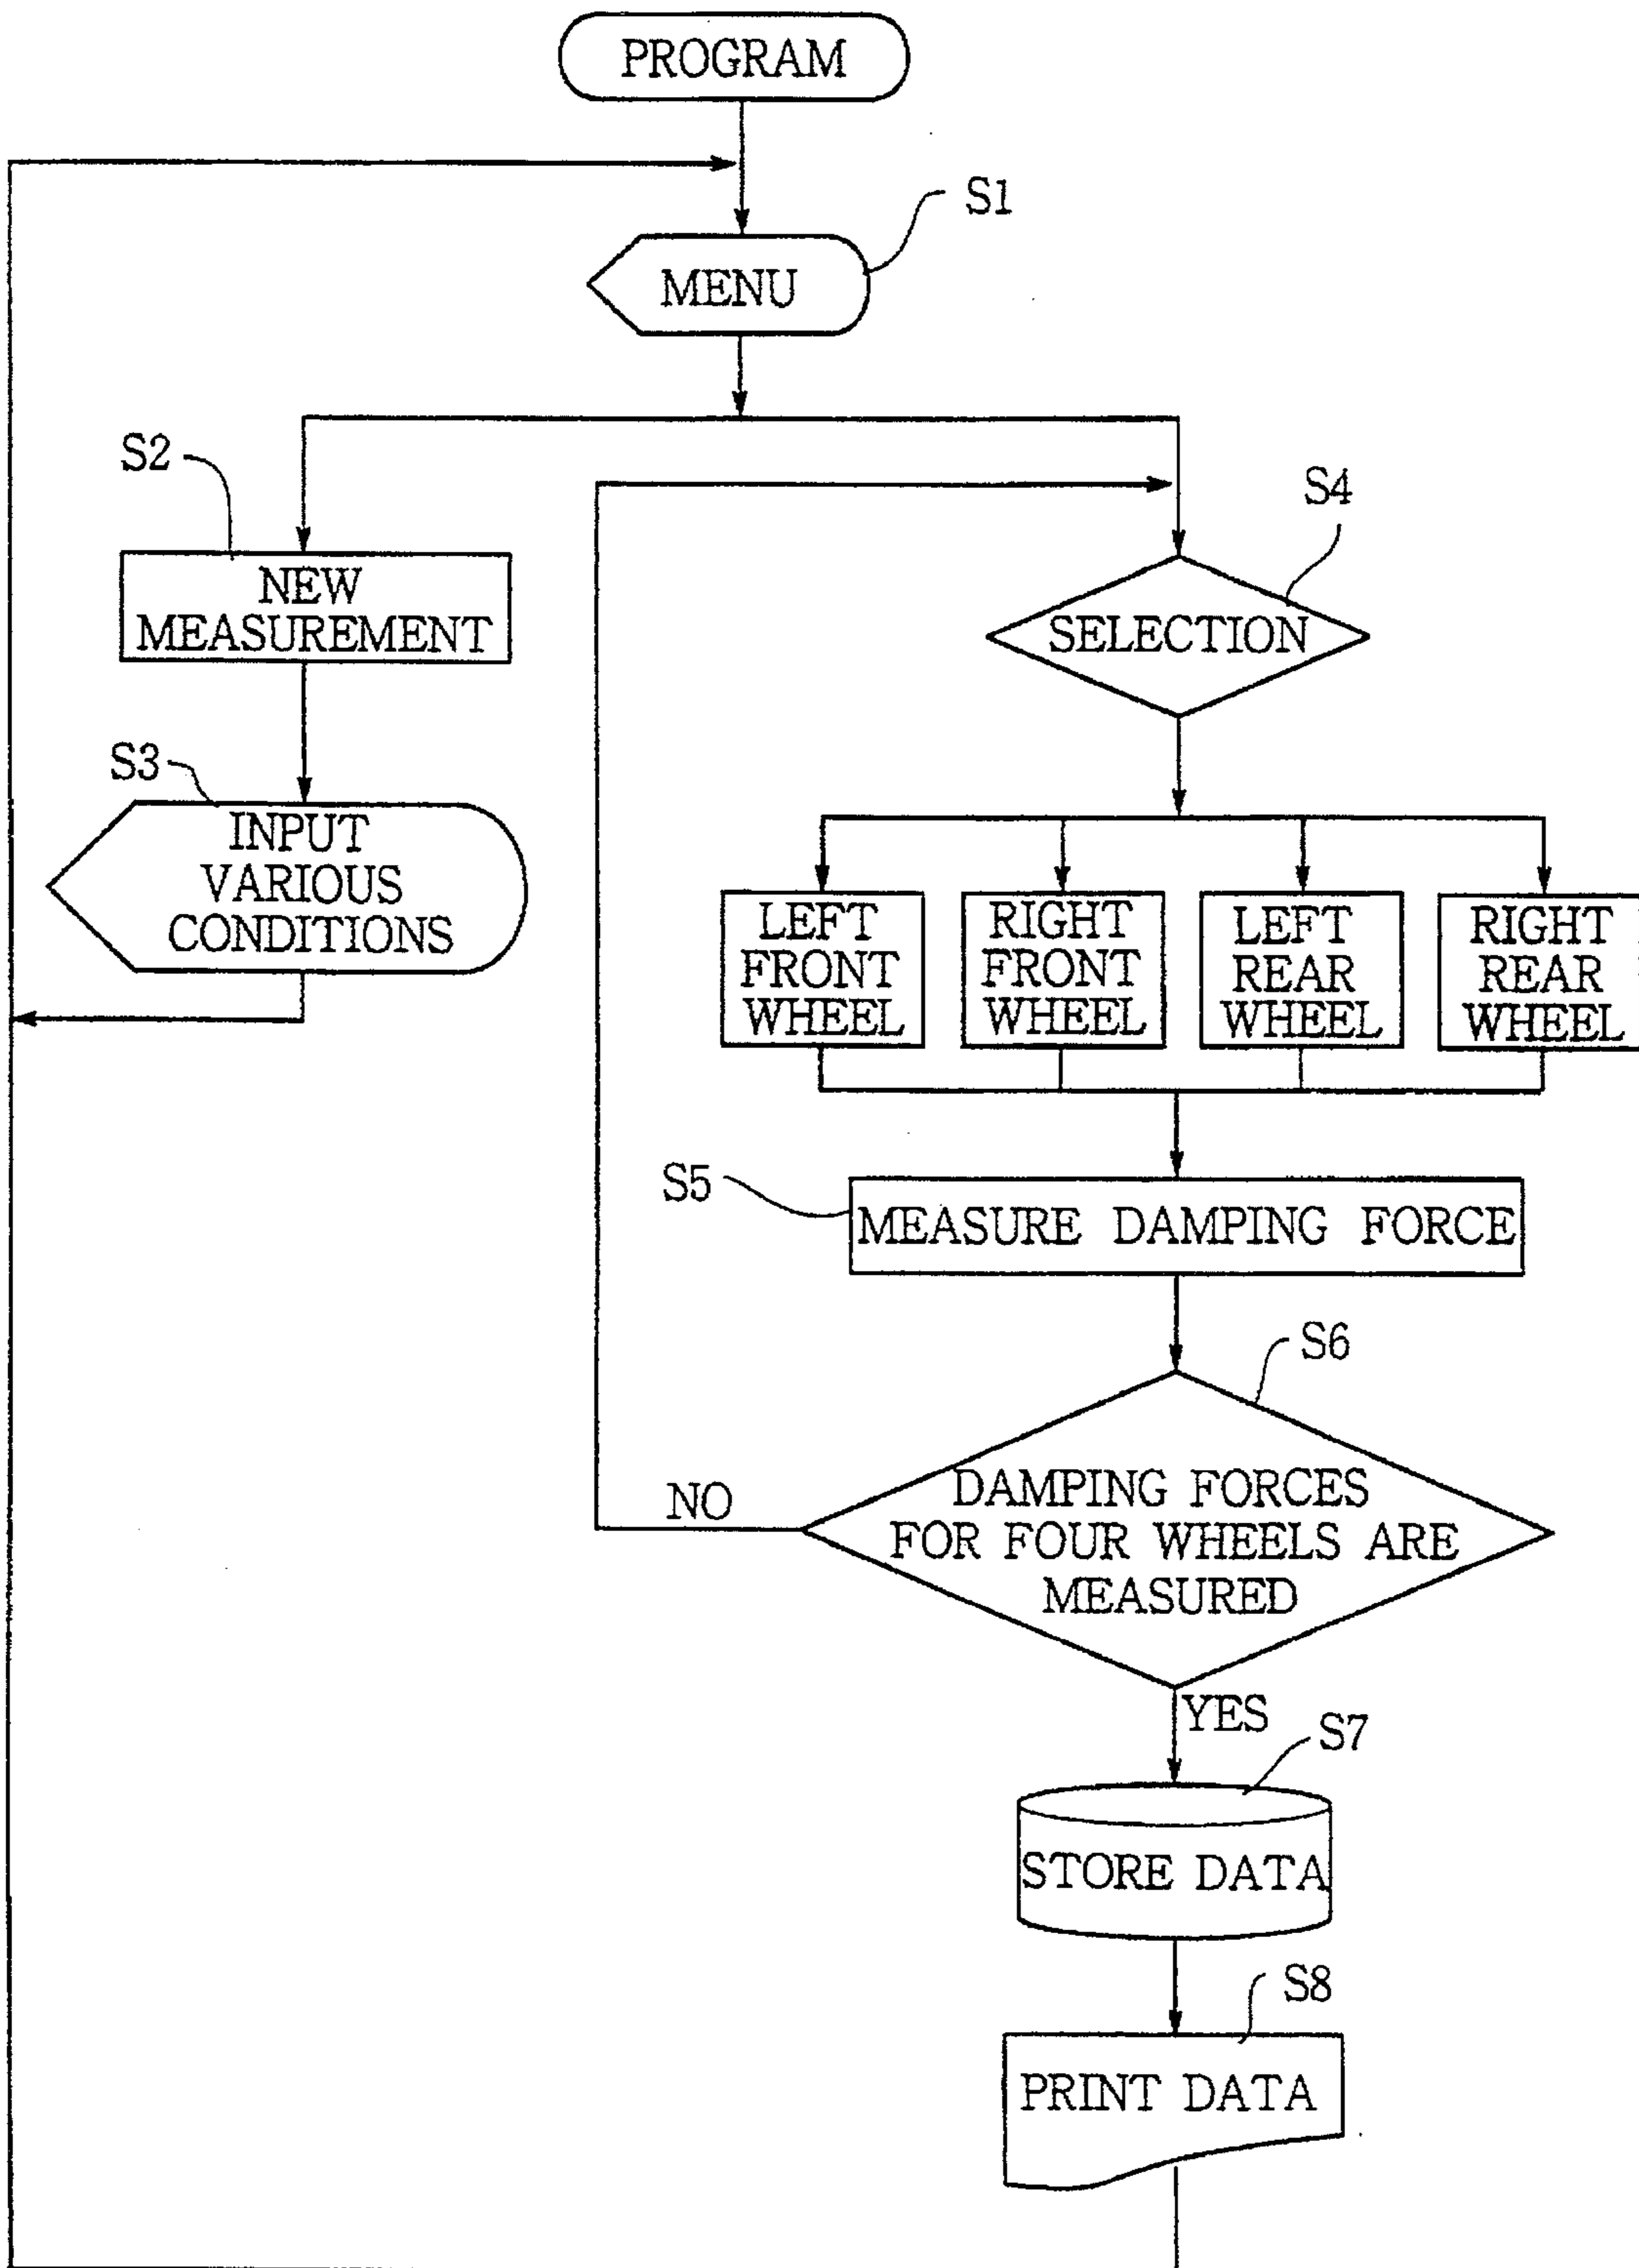 PROGRAM
S1
MENU
S2
NEW
MEASUREMENT
S3
INPUT
VARIOUS
CONDITIONS
S4
SELECTION
LEFT
FRONT
WHEEL
RIGHT
FRONT
WHEEL
LEFT
REAR
WHEEL
RIGHT
REAR
WHEEL
S5
MEASURE DAMPING FORCE
S6
DAMPING FORCES
FOR FOUR WHEELS ARE
MEASURED
NO
YES
S7
STORE DATA
S8
PRINT DATA